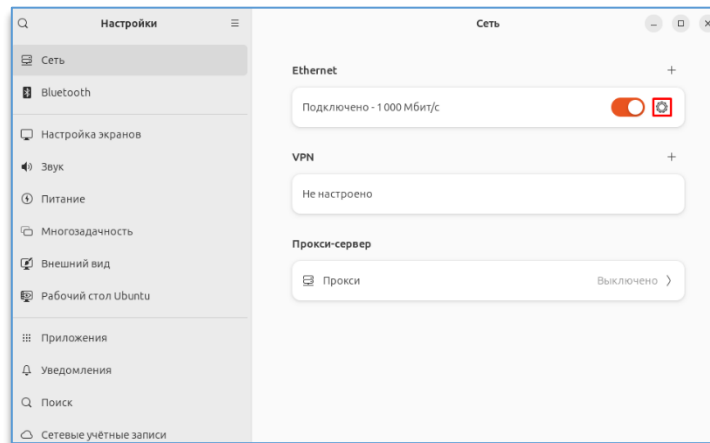 Настройки
Сеть
Сеть
Bluetooth
Настройка экранов
Звук
Питание
Многозадачность
Внешний вид
Рабочий стол Ubuntu
Приложения
Уведомления
Поиск
Сетевые учётные записи
Ethernet
Подключено - 1 000 Мбит/с
VPN
Не настроено
Прокси-сервер
Прокси
Выключено